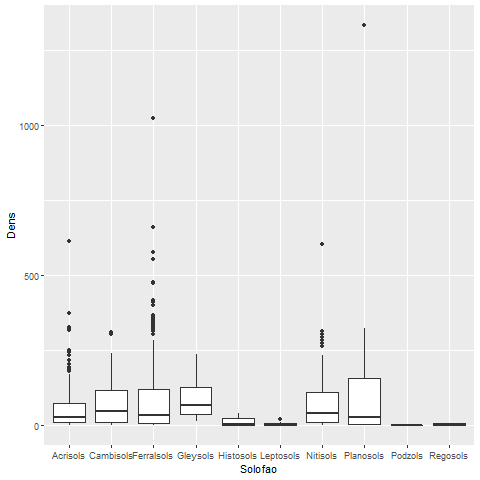 1000
500
0
Dens
Acrisols Cambisols Ferralsols Gleysols Histosols Leptosols Nitisols Planosols Podzols Regosols
Solofao